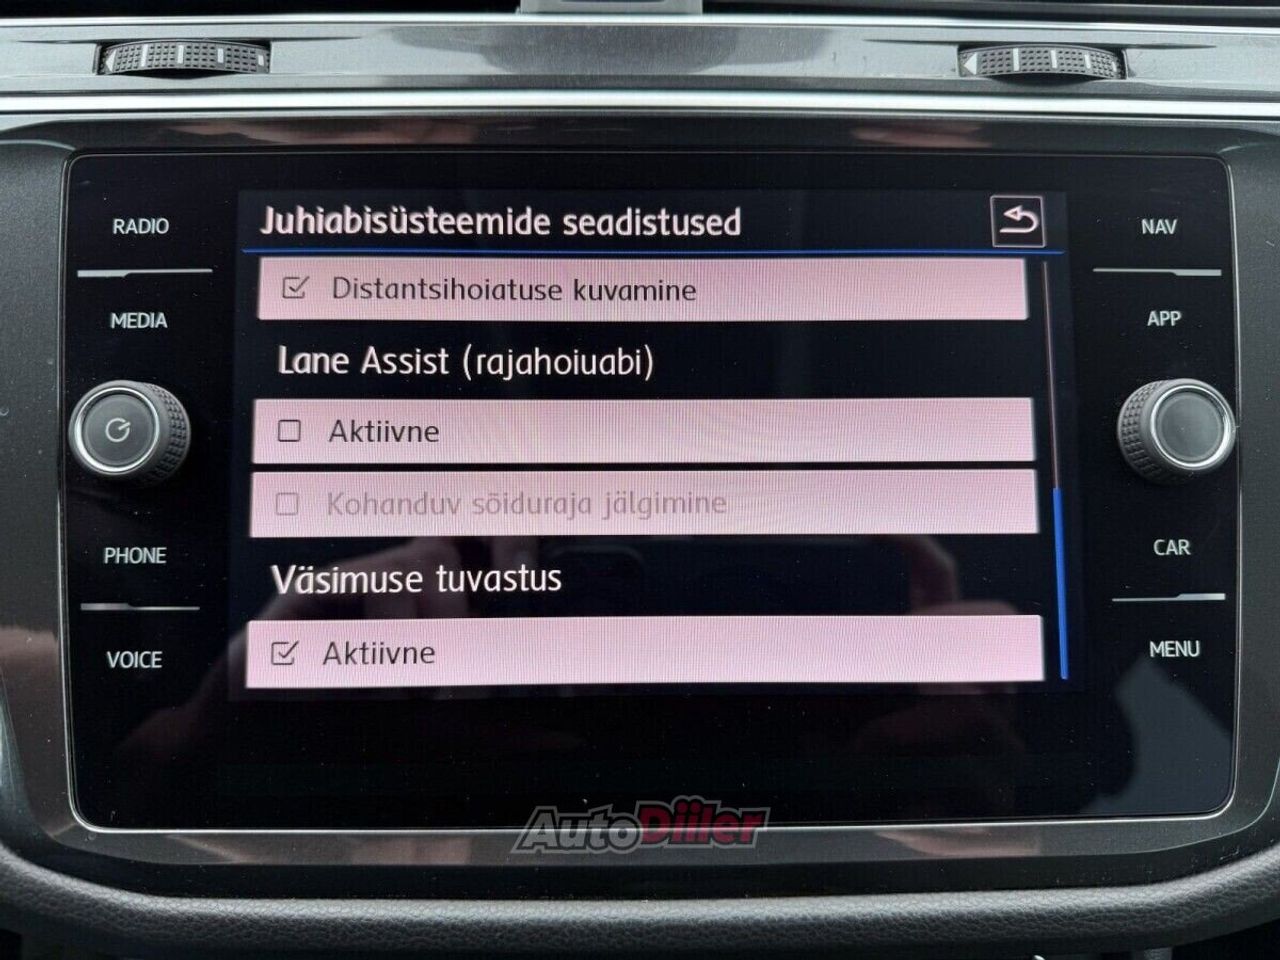 RADIO
MEDIA
PHONE
VOICE
Juhiabisüsteemide seadistused
Distantsihoiatuse kuvamine
Lane Assist (rajahoiuabi)
Aktiivne
Kohanduv sõiduraja jälgimine
Väsimuse tuvastus
Aktiivne
NAV
APP
CAR
MENU
AutoDiiler